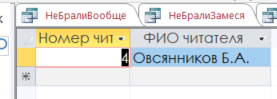 НеБралиВообще НеБралиЗамеся
Номер чит ФИО читателя
4 Овсянников Б.А.